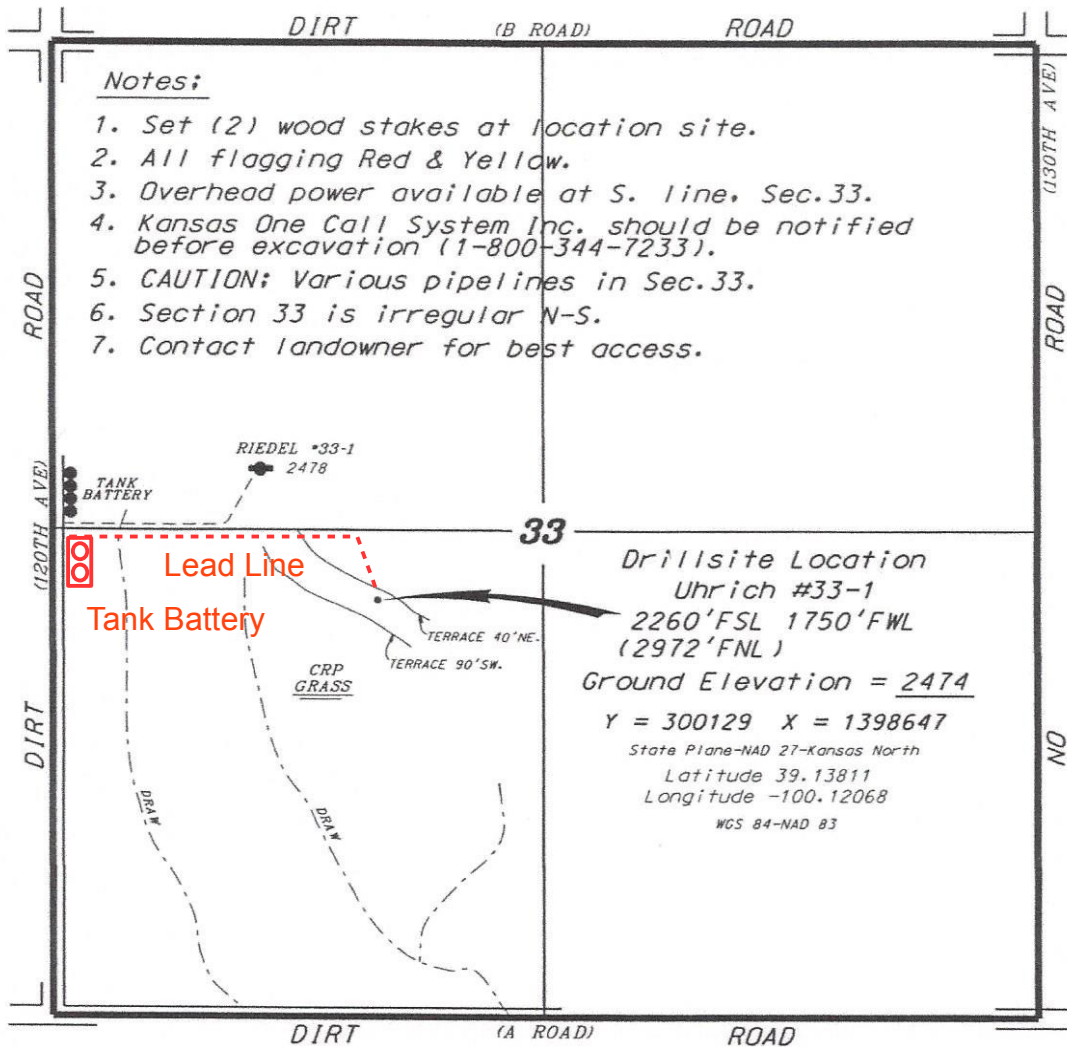 DIRT (B ROAD) ROAD
(130TH AVE)
ROAD
NO
Notes:
1. Set (2) wood stakes at location site.
2. All flagging Red & Yellow.
3. Overhead power available at S. line, Sec.33.
4. Kansas One Call System Inc. should be notified
before excavation (1-800-344-7233).
5. CAUTION: Various pipelines in Sec.33.
6. Section 33 is irregular N-S.
7. Contact landowner for best access.
ROAD
(120TH AVE)
DIRT
RIEDEL #33-1
2478
TANK
BATTERY
33
Lead Line
Tank Battery
TERRACE 40'NE.
TERRACE 90'SW.
CRP
GRASS
DRAW
DRAW
Drillsite Location
Uhrich #33-1
2260'FSL 1750'FWL
(2972'FNL)
Ground Elevation = 2474
Y = 300129 X = 1398647
State Plane-NAD 27-Kansas North
Latitude 39.13811
Longitude -100.12068
WGS 84-NAD 83
DIRT (A ROAD) ROAD